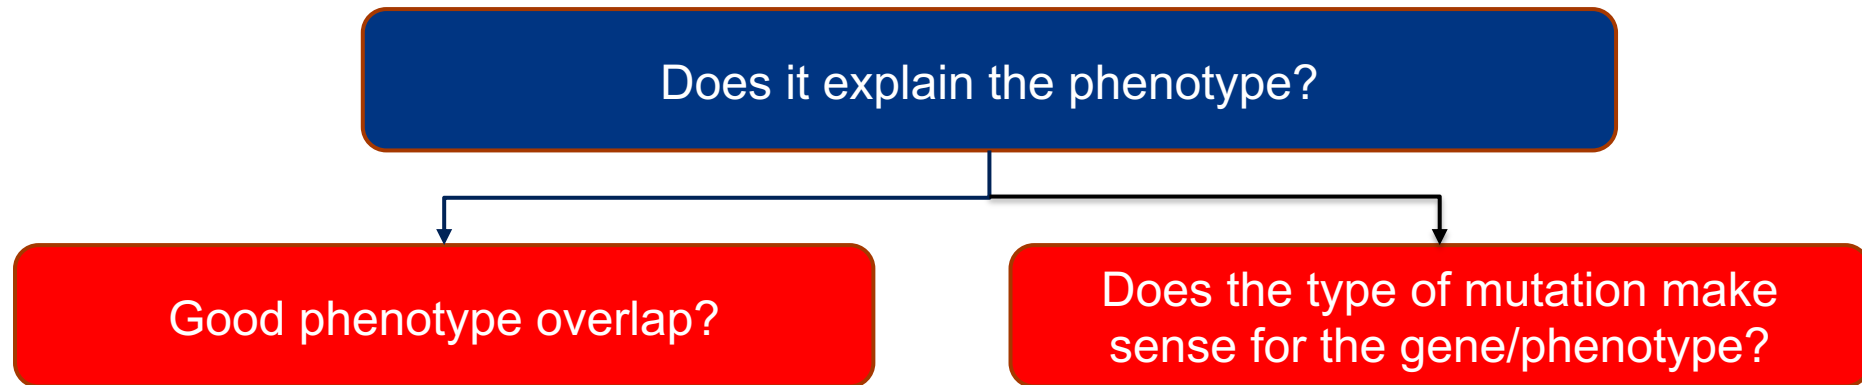 Does it explain the phenotype?
Good phenotype overlap?
Does the type of mutation make
sense for the gene/phenotype?